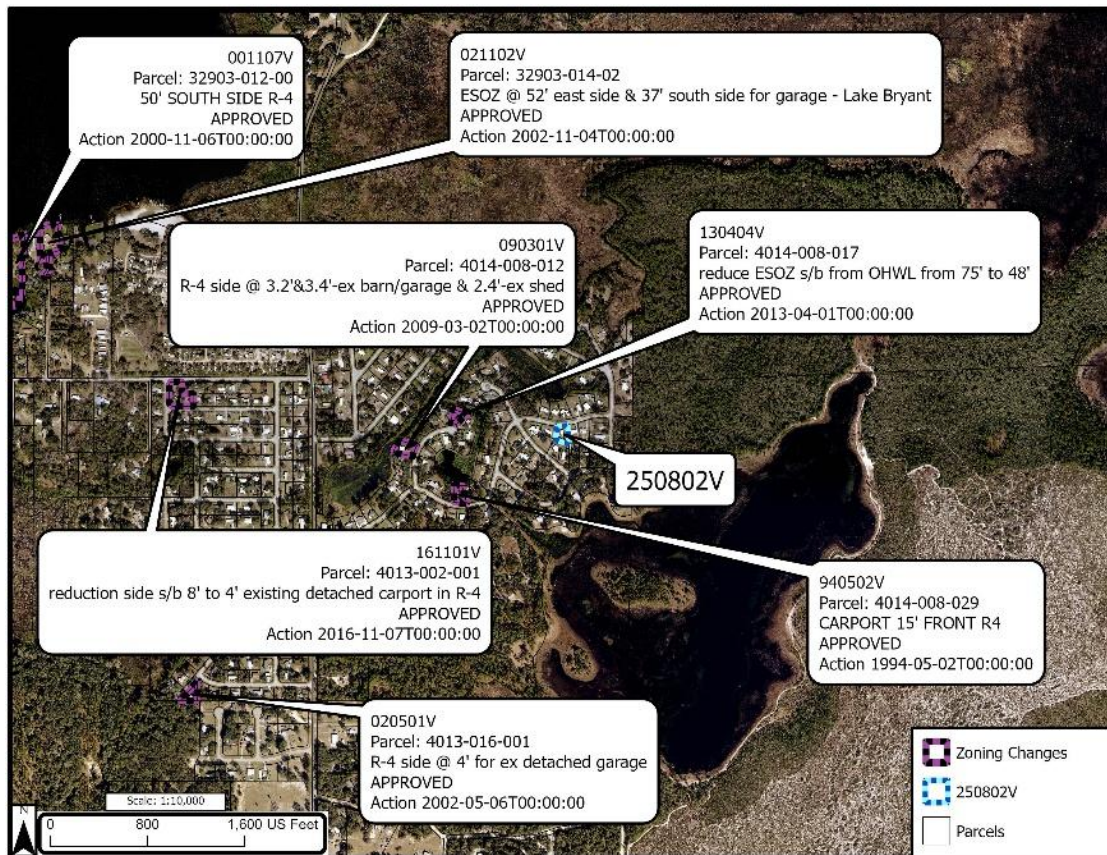 001107V
Parcel: 32903-012-00
50' SOUTH SIDE R-4
APPROVED
Action 2000-11-06T00:00:00
021102V
Parcel: 32903-014-02
ESOZ @ 52' east side & 37' south side for garage - Lake Bryant
APPROVED
Action 2002-11-04T00:00:00
090301V
Parcel: 4014-008-012
R-4 side @ 3.2'&3.4'-ex barn/garage & 2.4'-ex shed
APPROVED
Action 2009-03-02T00:00:00
130404V
Parcel: 4014-008-017
reduce ESOZ s/b from OHWL from 75' to 48'
APPROVED
Action 2013-04-01T00:00:00
250802V
161101V
Parcel: 4013-002-001
reduction side s/b 8' to 4' existing detached carport in R-4
APPROVED
Action 2016-11-07T00:00:00
940502V
Parcel: 4014-008-029
CARPORT 15' FRONT R4
APPROVED
Action 1994-05-02T00:00:00
020501V
Parcel: 4013-016-001
R-4 side @ 4' for ex detached garage
APPROVED
Action 2002-05-06T00:00:00
Zoning Changes
250802V
Parcels
Scale: 1:10,000
N
0 800 1,600 US Feet